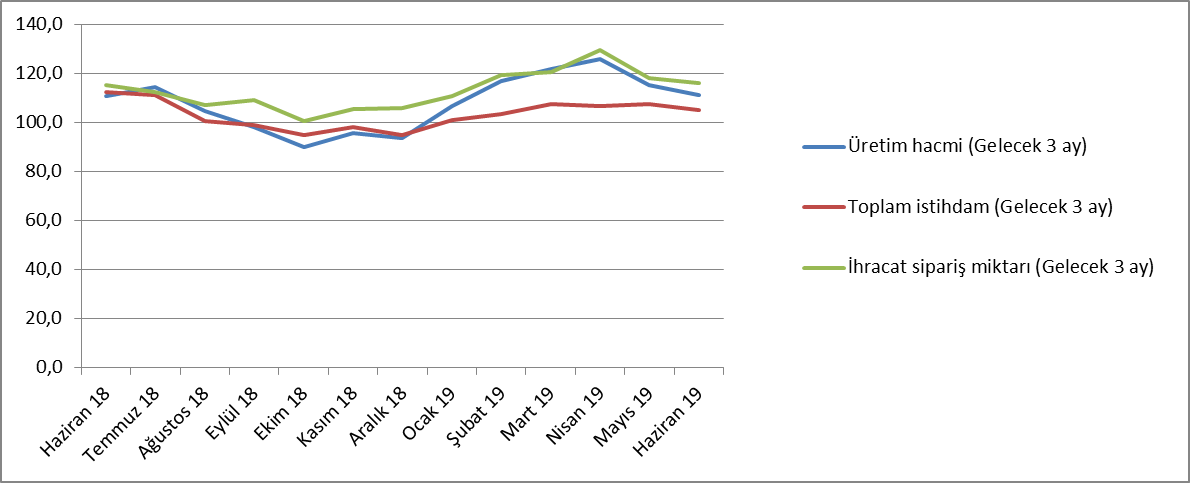 140,0
120,0
100,0
80,0
60,0
40,0
20,0
0,0
Haziran 18
Temmuz 18
Ağustos 18
Eylül 18
Ekim 18
Kasım 18
Aralık 18
Ocak 19
Şubat 19
Mart 19
Nisan 19
Mayıs 19
Haziran 19
Üretim hacmi (Gelecek 3 ay)
Toplam istihdam (Gelecek 3 ay)
İhracat sipariş miktarı (Gelecek 3 ay)